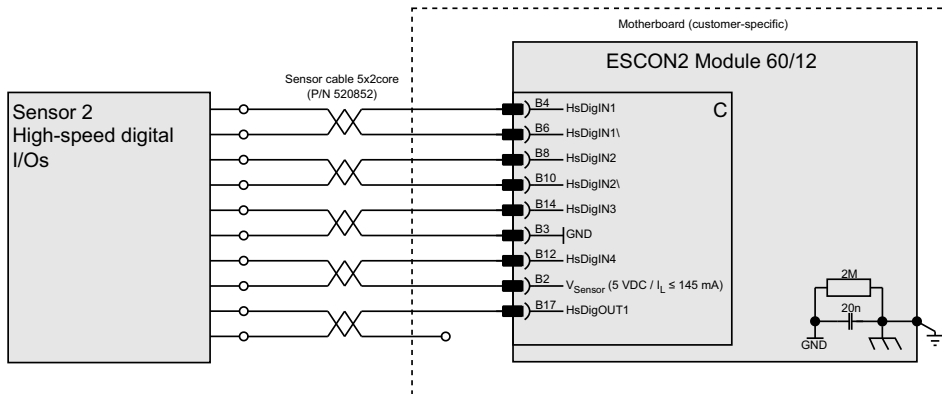 Motherboard (customer-specific)
ESCON2 Module 60/12
Sensor cable 5x2core
(P/N 520852)
Sensor 2
High-speed digital
I/Os
C
B4 HsDigIN1
B6 HsDigIN1\
B8 HsDigIN2
B10 HsDigIN2\
B14 HsDigIN3
B3 GND
B12 HsDigIN4
B2 VSensor (5 VDC / IL ≤ 145 mA)
B17 HsDigOUT1
2M
20n
GND